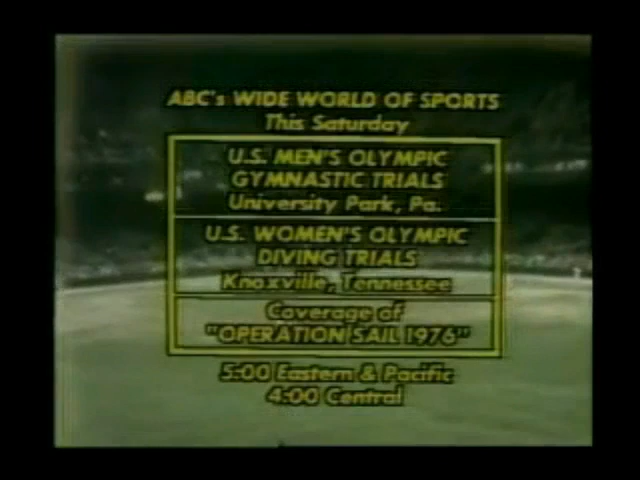 ABC's WIDE WORLD OF SPORTS
This Saturday
U.S. MEN'S OLYMPIC
GYMNASTIC TRIALS
University Park, Pa.
U.S. WOMEN'S OLYMPIC
DIVING TRIALS
Knoxville, Tennessee
Coverage of
"OPERATION SAIL 1976"
5:00 Eastern & Pacific
4:00 Central